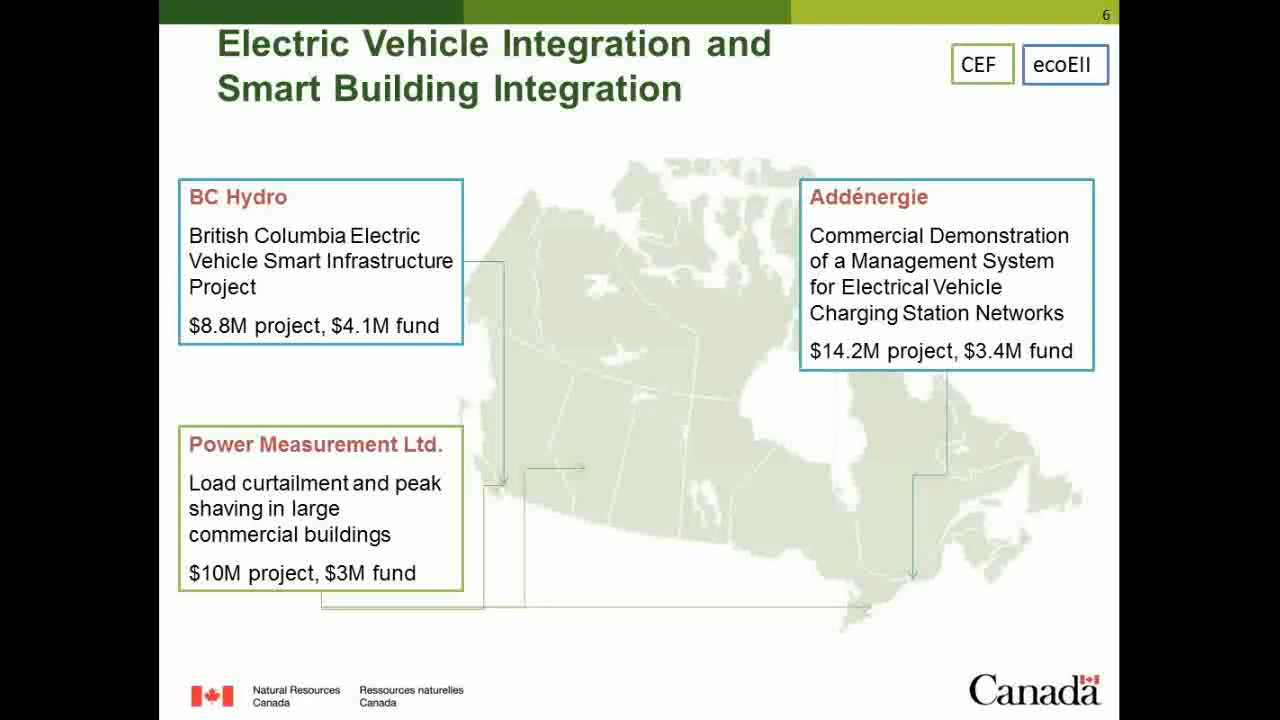 6
Electric Vehicle Integration and
Smart Building Integration
CEF
ecoEII
BC Hydro
British Columbia Electric
Vehicle Smart Infrastructure
Project
$8.8M project, $4.1M fund
Addénergie
Commercial Demonstration
of a Management System
for Electrical Vehicle
Charging Station Networks
$14.2M project, $3.4M fund
Power Measurement Ltd.
Load curtailment and peak
shaving in large
commercial buildings
$10M project, $3M fund
Natural Resources
Canada
Ressources naturelles
Canada
Canada